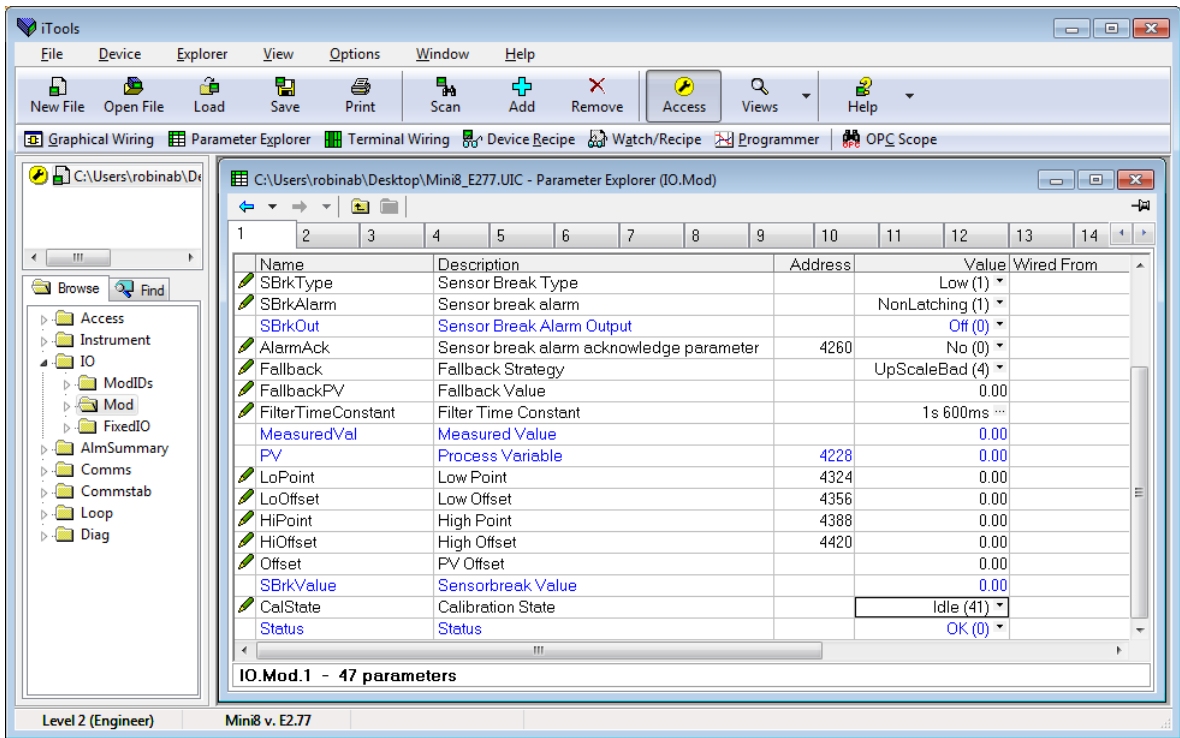 iTools
File Device Explorer View Options Window Help
New File Open File Load Save Print Scan Add Remove Access Views Help
Graphical Wiring Parameter Explorer Terminal Wiring Device Recipe Watch/Recipe Programmer OPC Scope
C:\Users\robinab\De
Browse Find
Access
Instrument
IO
ModIDs
Mod
FixedIO
AlmSummary
Comms
Commstab
Loop
Diag
C:\Users\robinab\Desktop\Mini8_E277.UIC - Parameter Explorer (IO.Mod)
1 2 3 4 5 6 7 8 9 10 11 12 13 14
Name Description Address Value Wired From
SBrkType Sensor Break Type Low (1)
SBrkAlarm Sensor break alarm NonLatching (1)
SBrkOut Sensor Break Alarm Output Off (0)
AlarmAck Sensor break alarm acknowledge parameter 4260 No (0)
Fallback Fallback Strategy UpScaleBad (4)
FallbackPV Fallback Value 0.00
FilterTimeConstant Filter Time Constant 1s 600ms ...
MeasuredVal Measured Value 0.00
PV Process Variable 4228 0.00
LoPoint Low Point 4324 0.00
LoOffset Low Offset 4356 0.00
HiPoint High Point 4388 0.00
HiOffset High Offset 4420 0.00
Offset PV Offset 0.00
SBrkValue Sensorbreak Value 0.00
CalState Calibration State Idle (41)
Status Status OK (0)
IO.Mod.1 - 47 parameters
Level 2 (Engineer) Mini8 v. E2.77